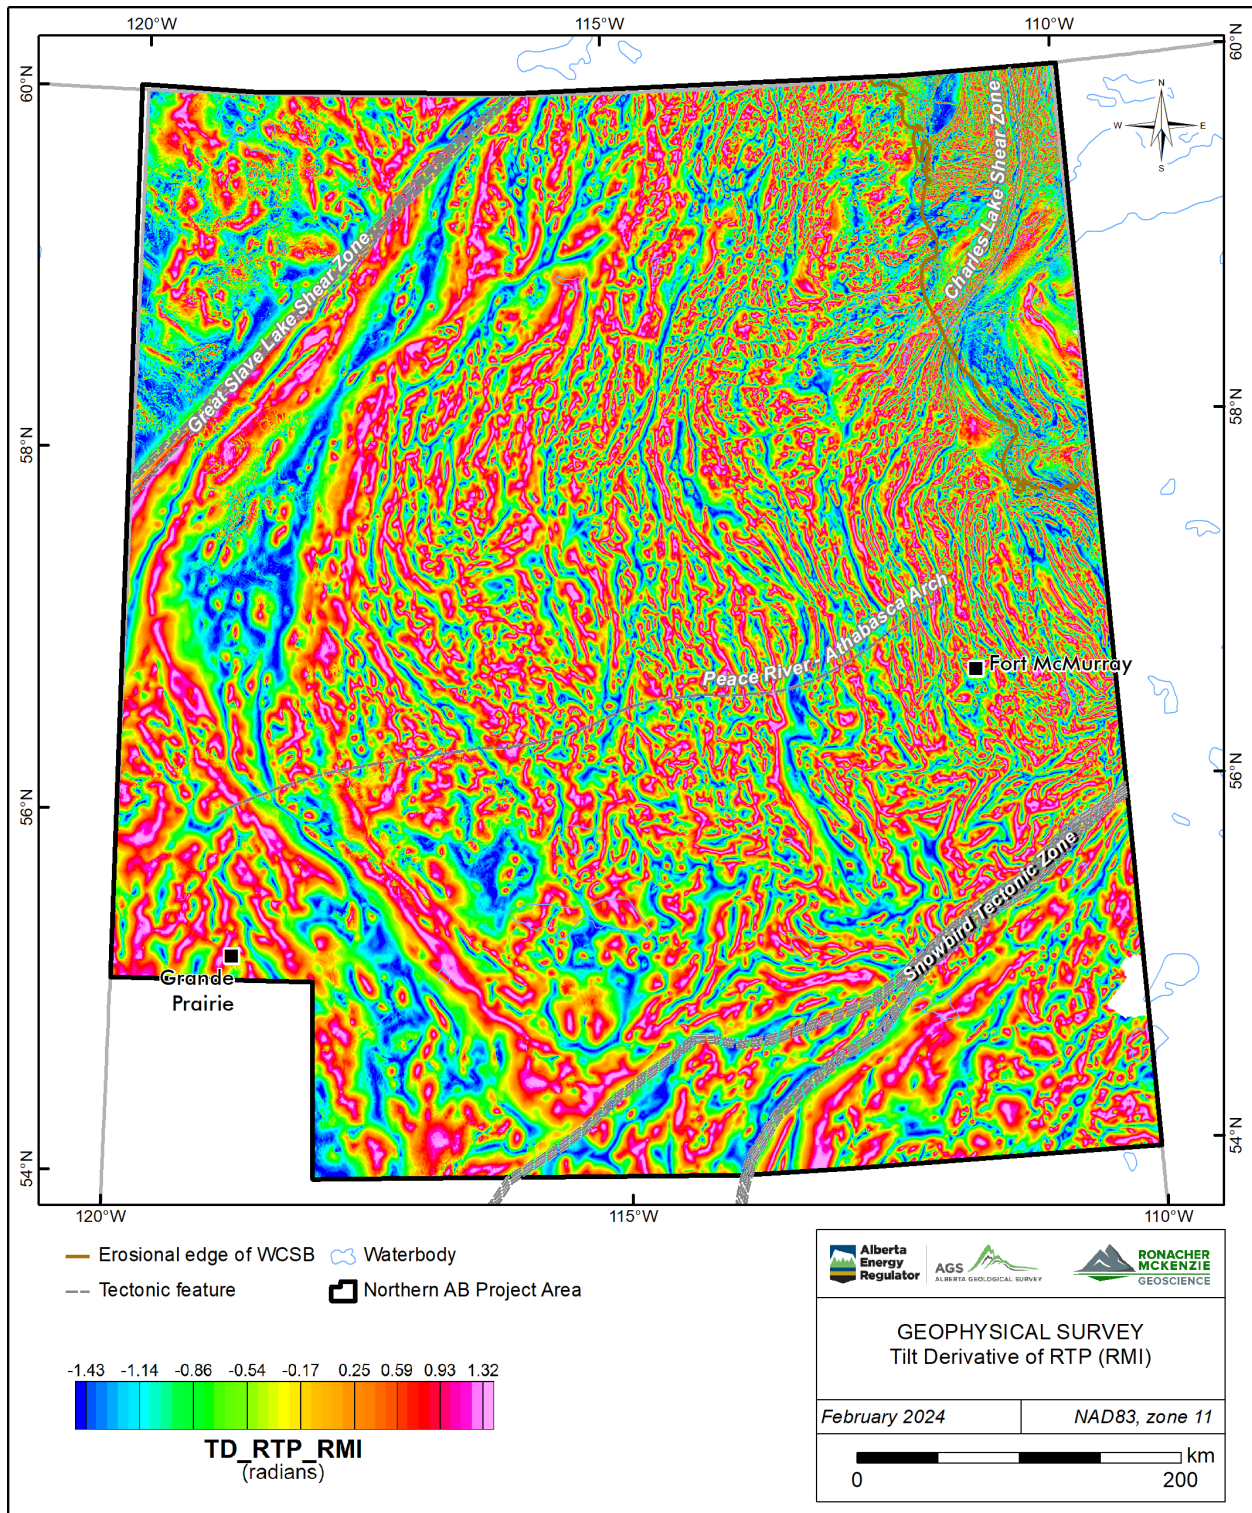 120°W
115°W
110°W
60°N
60°N
N
W
E
S
Charles Lake Shear Zone
Great Slave Lake Shear Zone
58°N
58°N
Peace River - Athabasca Arch
Fort McMurray
56°N
56°N
Snowbird Tectonic Zone
Grande
Prairie
54°N
54°N
120°W
115°W
110°W
Erosional edge of WCSB
Waterbody
Tectonic feature
Northern AB Project Area
-1.43 -1.14 -0.86 -0.54 -0.17 0.25 0.59 0.93 1.32
TD_RTP_RMI
(radians)
Alberta
Energy
Regulator
AGS
ALBERTA GEOLOGICAL SURVEY
RONACHER
MCKENZIE
GEOSCIENCE
GEOPHYSICAL SURVEY
Tilt Derivative of RTP (RMI)
February 2024
NAD83, zone 11
km
0
200